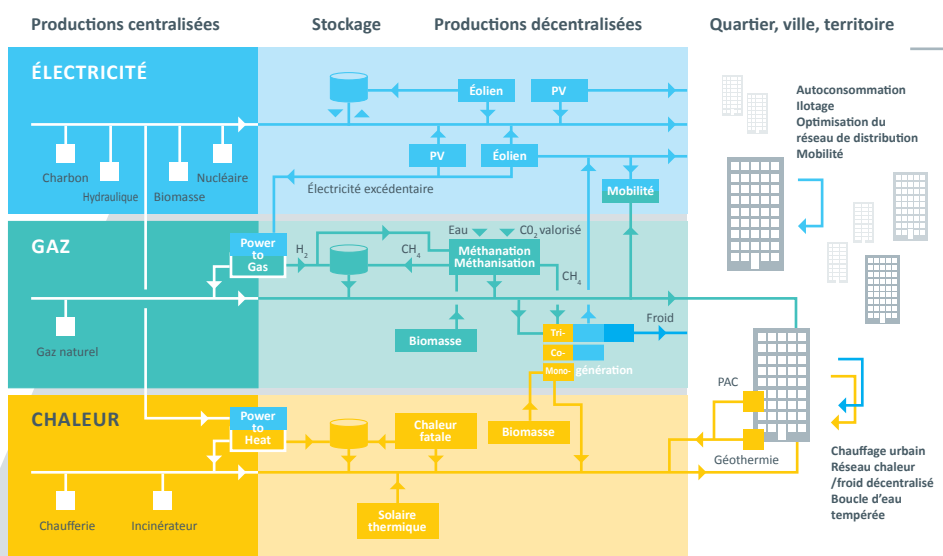 Productions centralisées
Stockage
Productions décentralisées
Quartier, ville, territoire
ÉLECTRICITÉ
Charbon
Hydraulique
Biomasse
Nucléaire
Éolien
PV
PV
Éolien
Électricité excédentaire
Mobilité
Autoconsommation
Ilotage
Optimisation du
réseau de distribution
Mobilité
GAZ
Power
to
Gas
H2
CH4
Eau
C02 valorisé
Méthanation
Méthanisation
CH4
Gaz naturel
Biomasse
Tri-
Co-
Mono-
génération
Froid
CHALEUR
Power
to
Heat
Chaleur
fatale
Biomasse
Chaufferie
Incinérateur
Solaire
thermique
PAC
Géothermie
Chauffage urbain
Réseau chaleur
/froid décentralisé
Boucle d'eau
tempérée